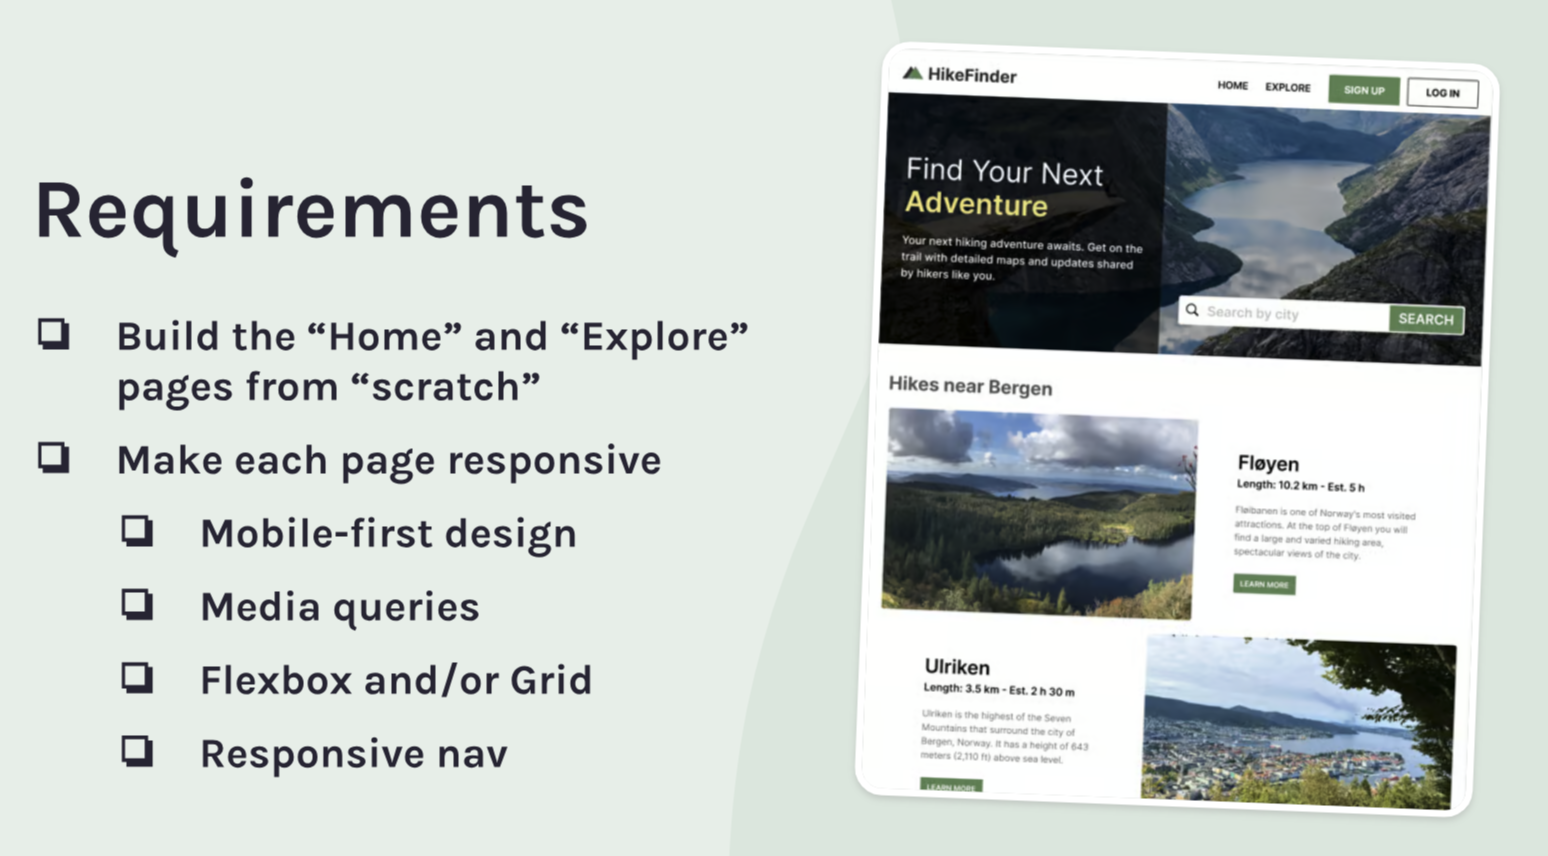 Requirements
Build the “Home” and “Explore”
pages from “scratch”
Make each page responsive
Mobile-first design
Media queries
Flexbox and/or Grid
Responsive nav
HikeFinder
HOME EXPLORE SIGN UP LOG IN
Find Your Next
Adventure
Your next hiking adventure awaits. Get on the
trail with detailed maps and updates shared
by hikers like you.
Search by city SEARCH
Hikes near Bergen
Fløyen
Length: 10.2 km - Est. 5 h
Fløibanen is one of Norway's most visited
attractions. At the top of Fløyen you will
find a large and varied hiking area,
spectacular views of the city.
LEARN MORE
Ulriken
Length: 3.5 km - Est. 2 h 30 m
Ulriken is the highest of the Seven
Mountains that surround the city of
Bergen, Norway. It has a height of 643
meters (2,110 ft) above sea level.
LEARN MORE